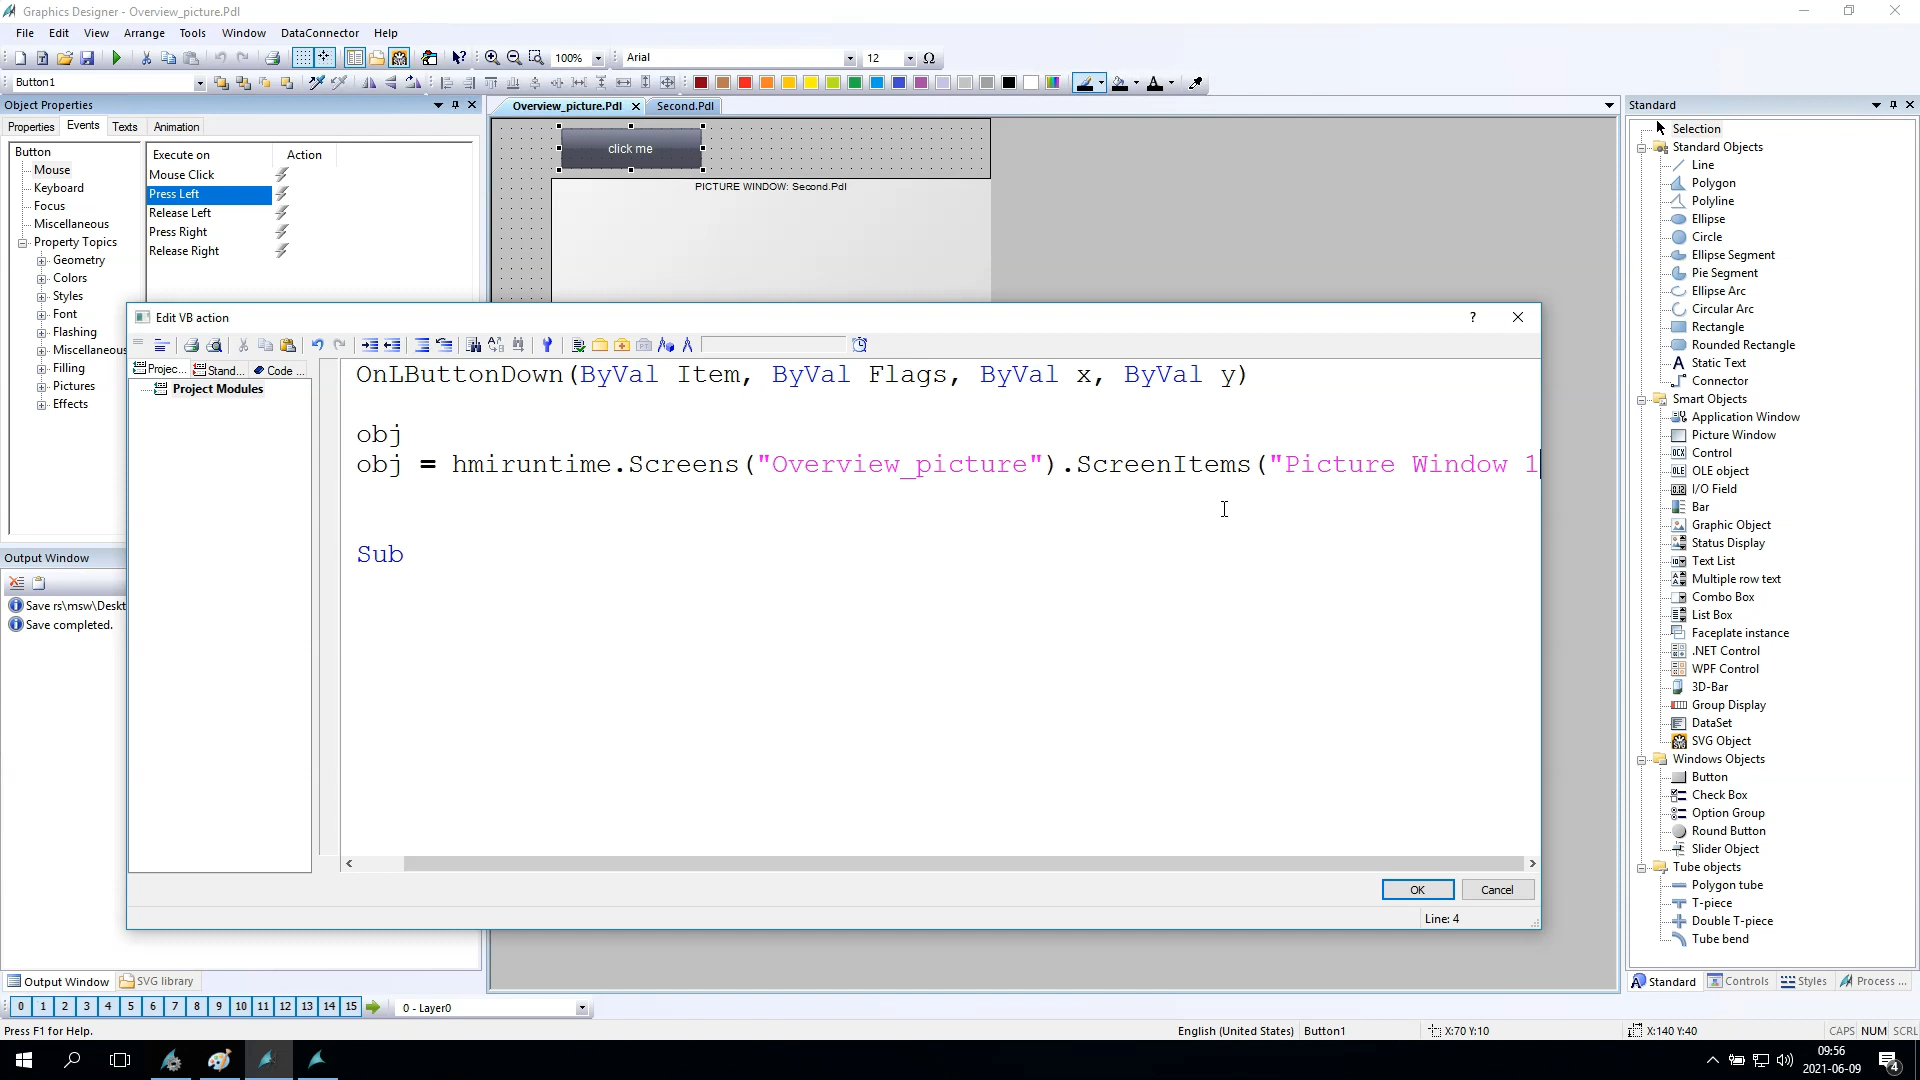 Graphics Designer - Overview_picture.Pdl
File Edit View Arrange Tools Window DataConnector Help
100% Arial 12 Ω
Button1
Object Properties
Properties Events Texts Animation
Button
Mouse
Keyboard
Focus
Miscellaneous
Property Topics
Geometry
Colors
Styles
Font
Flashing
Miscellaneous
Filling
Pictures
Effects
Execute on Action
Mouse Click
Press Left
Release Left
Press Right
Release Right
Overview_picture.Pdl Second.Pdl
click me
PICTURE WINDOW: Second.Pdl
Edit VB action
Projec... Stand... Code ...
Project Modules
OnLButtonDown(ByVal Item, ByVal Flags, ByVal x, ByVal y)
obj
obj = hmiruntime.Screens("Overview_picture").ScreenItems("Picture Window 1
Sub
OK Cancel
Line: 4
Output Window
Save rs\msw\Deskt
Save completed.
Output Window SVG library
0 1 2 3 4 5 6 7 8 9 10 11 12 13 14 15 0 - Layer0
Press F1 for Help. English (United States) Button1 X:70 Y:10 X:140 Y:40 CAPS NUM SCRL
Standard
Selection
Standard Objects
Line
Polygon
Polyline
Ellipse
Circle
Ellipse Segment
Pie Segment
Ellipse Arc
Circular Arc
Rectangle
Rounded Rectangle
Static Text
Connector
Smart Objects
Application Window
Picture Window
Control
OLE object
I/O Field
Bar
Graphic Object
Status Display
Text List
Multiple row text
Combo Box
List Box
Faceplate instance
.NET Control
WPF Control
3D-Bar
Group Display
DataSet
SVG Object
Windows Objects
Button
Check Box
Option Group
Round Button
Slider Object
Tube objects
Polygon tube
T-piece
Double T-piece
Tube bend
Standard Controls Styles Process ...
09:56
2021-06-09
4